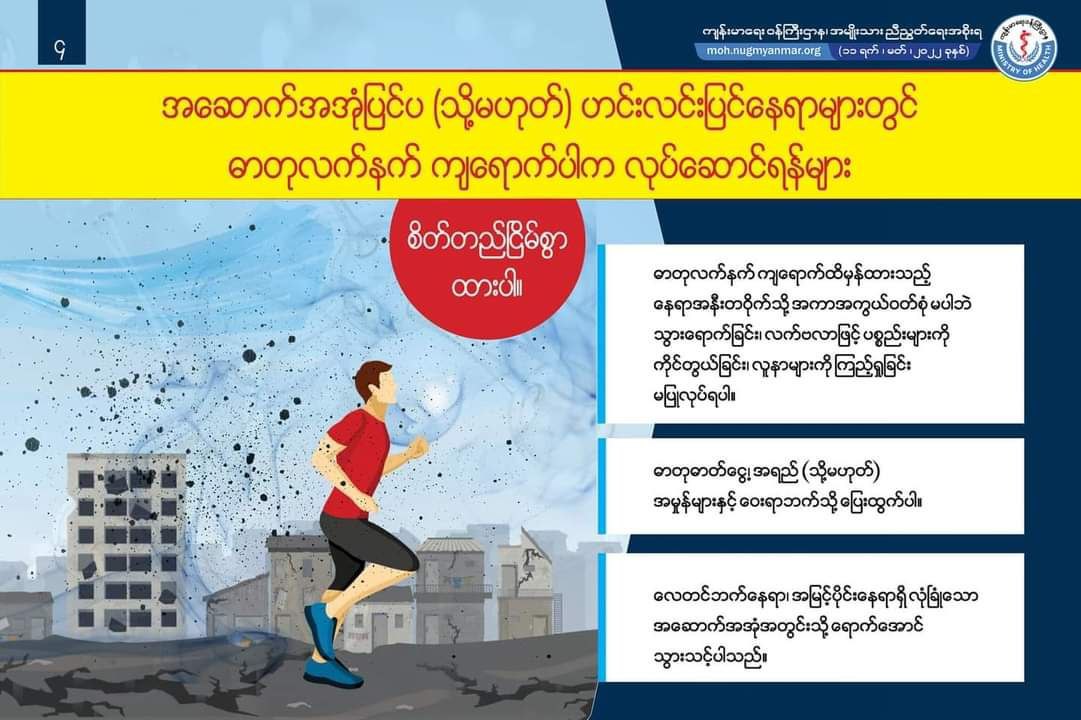 ၄
ကျန်းမာရေးဝန်ကြီးဌာန၊ အမျိုးသား ညီညွတ်ရေးအစိုးရ
moh.nugmyanmar.org
(၁၁ ရက် ၊ မတ် ၊ ၂၀၂၂ ခုနှစ်)
ကျန်းမာရေးဝန်ကြီးဌာန
MINISTRY OF HEALTH
အဆောက်အအုံပြင်ပ (သို့မဟုတ်) ဟင်းလင်းပြင်နေရာများတွင်
ဓာတုလက်နက် ကျရောက်ပါက လုပ်ဆောင်ရန်များ
စိတ်တည်ငြိမ်စွာ
ထားပါ။
ဓာတုလက်နက် ကျရောက်ထိမှန်ထားသည့်
နေရာအနီးတဝိုက်သို့ အကာအကွယ်ဝတ်စုံ မပါဘဲ
သွားရောက်ခြင်း၊ လက်ဗလာဖြင့် ပစ္စည်းများကို
ကိုင်တွယ်ခြင်း၊ လူနာများကို ကြည့်ရှုခြင်း
မပြုလုပ်ရပါ။
ဓာတုဓာတ်ငွေ့၊ အရည် (သို့မဟုတ်)
အမှုန်များနှင့် ဝေးရာဘက်သို့ ပြေးထွက်ပါ။
လေတင်ဘက်နေရာ၊ အမြင့်ပိုင်းနေရာရှိ လုံခြုံသော
အဆောက်အအုံအတွင်းသို့ ရောက်အောင်
သွားသင့်ပါသည်။